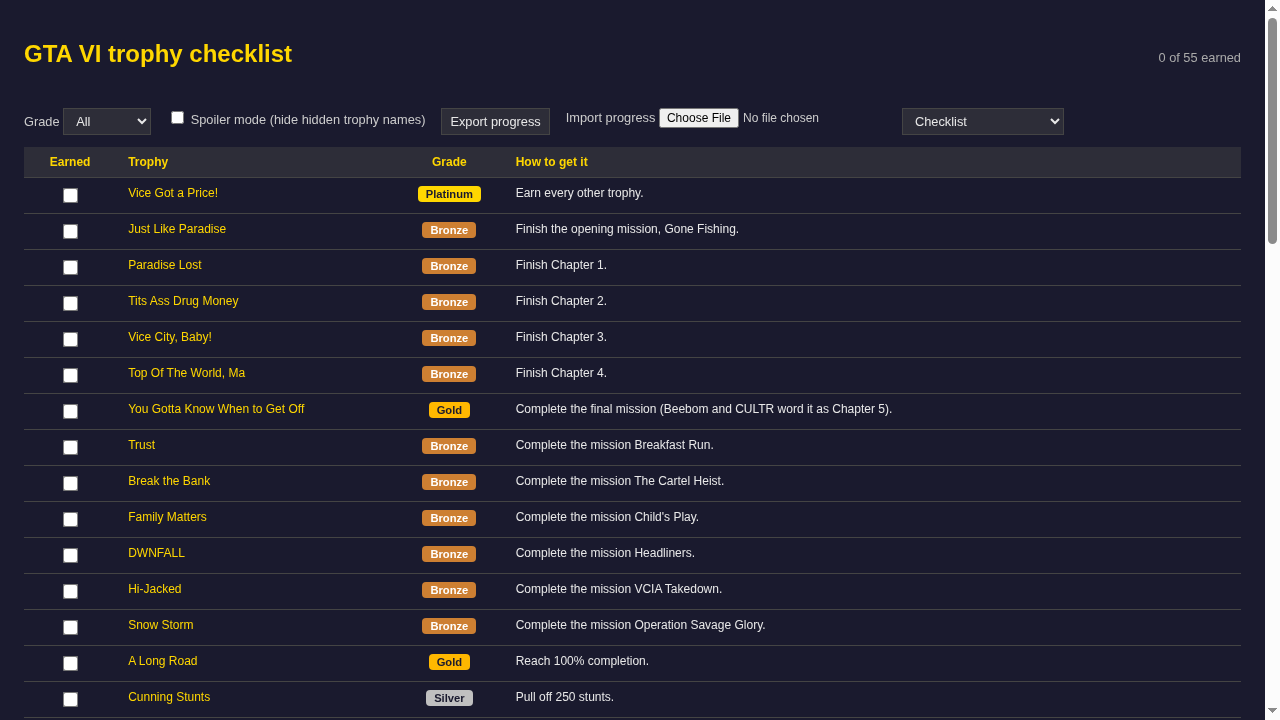 GTA VI trophy checklist
0 of 55 earned
Grade All Spoiler mode (hide hidden trophy names) Export progress Import progress Choose File No file chosen Checklist
Earned Trophy Grade How to get it
Vice Got a Price! Platinum Earn every other trophy.
Just Like Paradise Bronze Finish the opening mission, Gone Fishing.
Paradise Lost Bronze Finish Chapter 1.
Tits Ass Drug Money Bronze Finish Chapter 2.
Vice City, Baby! Bronze Finish Chapter 3.
Top Of The World, Ma Bronze Finish Chapter 4.
You Gotta Know When to Get Off Gold Complete the final mission (Beebom and CULTR word it as Chapter 5).
Trust Bronze Complete the mission Breakfast Run.
Break the Bank Bronze Complete the mission The Cartel Heist.
Family Matters Bronze Complete the mission Child's Play.
DWNFALL Bronze Complete the mission Headliners.
Hi-Jacked Bronze Complete the mission VCIA Takedown.
Snow Storm Bronze Complete the mission Operation Savage Glory.
A Long Road Gold Reach 100% completion.
Cunning Stunts Silver Pull off 250 stunts.